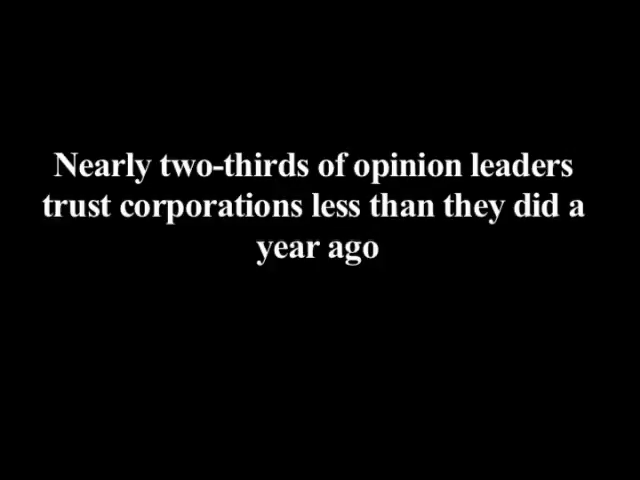 Nearly two-thirds of opinion leaders
trust corporations less than they did a
year ago